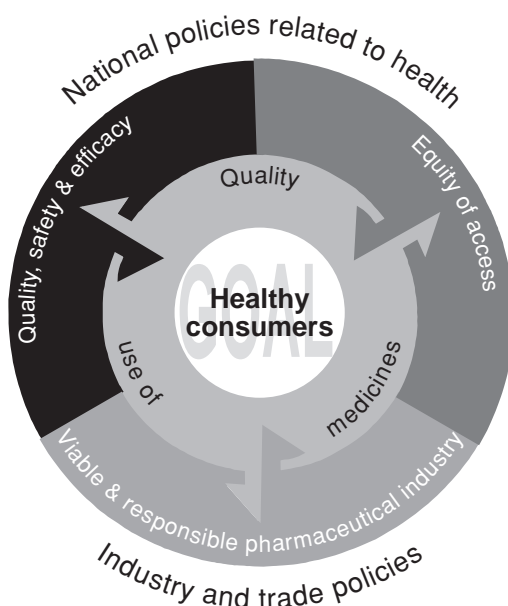 National policies related to health
Quality, safety & efficacy
Equity of access
Quality
use of
medicines
GOAL
Healthy
consumers
Viable & responsible pharmaceutical industry
Industry and trade policies